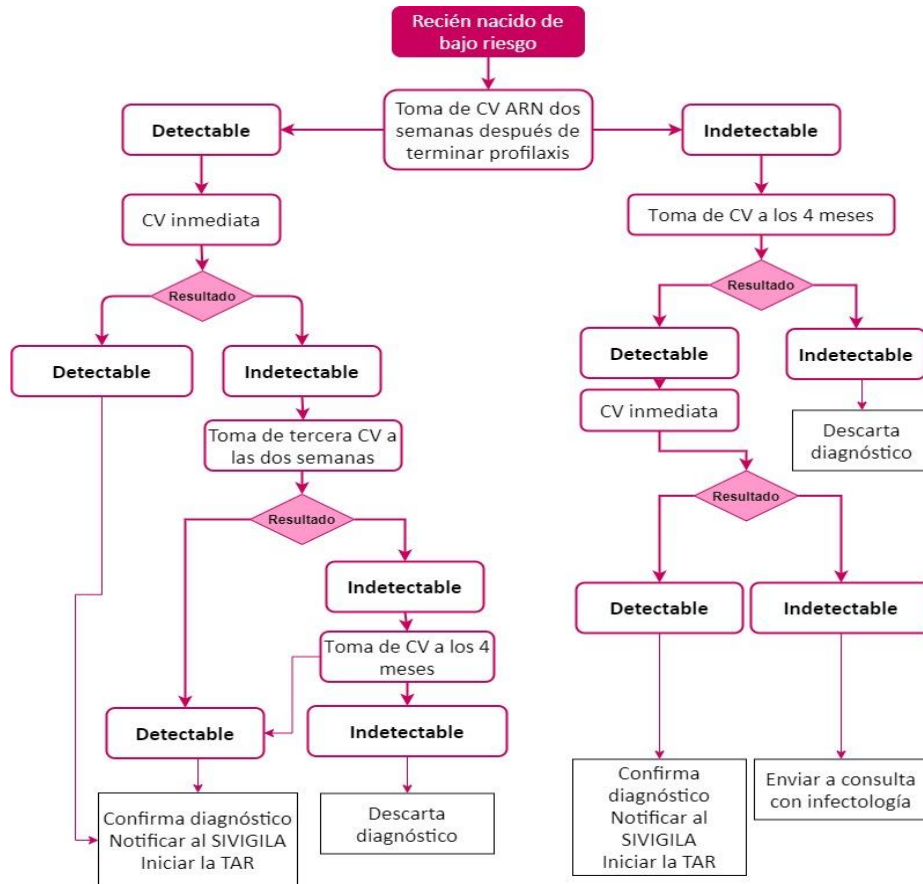 Recién nacido de
bajo riesgo
Toma de CV ARN dos
semanas después de
terminar profilaxis
Detectable
Indetectable
CV inmediata
Toma de CV a los 4 meses
Resultado
Resultado
Detectable
Indetectable
Detectable
Indetectable
Toma de tercera CV a
las dos semanas
CV inmediata
Descarta
diagnóstico
Resultado
Resultado
Indetectable
Toma de CV a los 4
meses
Detectable
Indetectable
Detectable
Indetectable
Confirma diagnóstico
Notificar al SIVIGILA
Iniciar la TAR
Descarta
diagnóstico
Confirma
diagnóstico
Notificar al
SIVIGILA
Iniciar la TAR
Enviar a consulta
con infectología